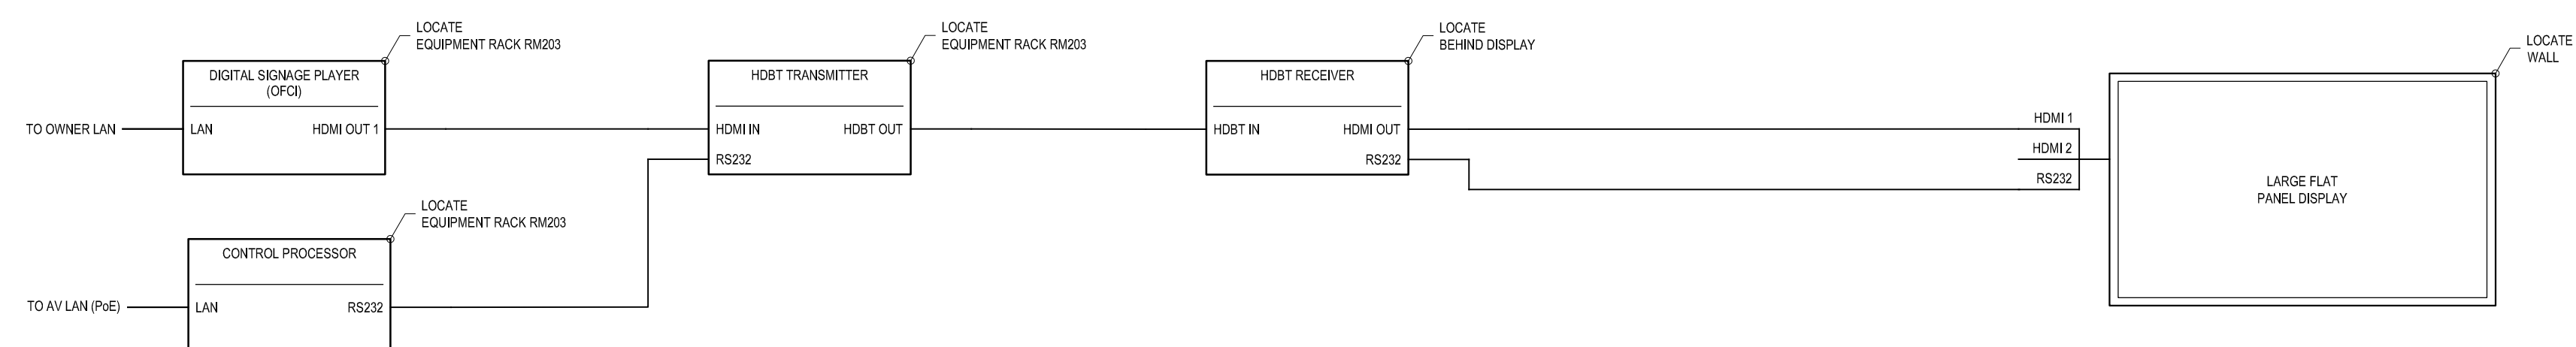 LOCATE
EQUIPMENT RACK RM203
DIGITAL SIGNAGE PLAYER
(OFCI)
TO OWNER LAN
LAN
HDMI OUT 1
LOCATE
EQUIPMENT RACK RM203
HDBT TRANSMITTER
HDMI IN
HDBT OUT
RS232
LOCATE
BEHIND DISPLAY
HDBT RECEIVER
HDBT IN
HDMI OUT
RS232
HDMI 1
HDMI 2
RS232
LOCATE
WALL
LARGE FLAT
PANEL DISPLAY
LOCATE
EQUIPMENT RACK RM203
CONTROL PROCESSOR
TO AV LAN (PoE)
LAN
RS232